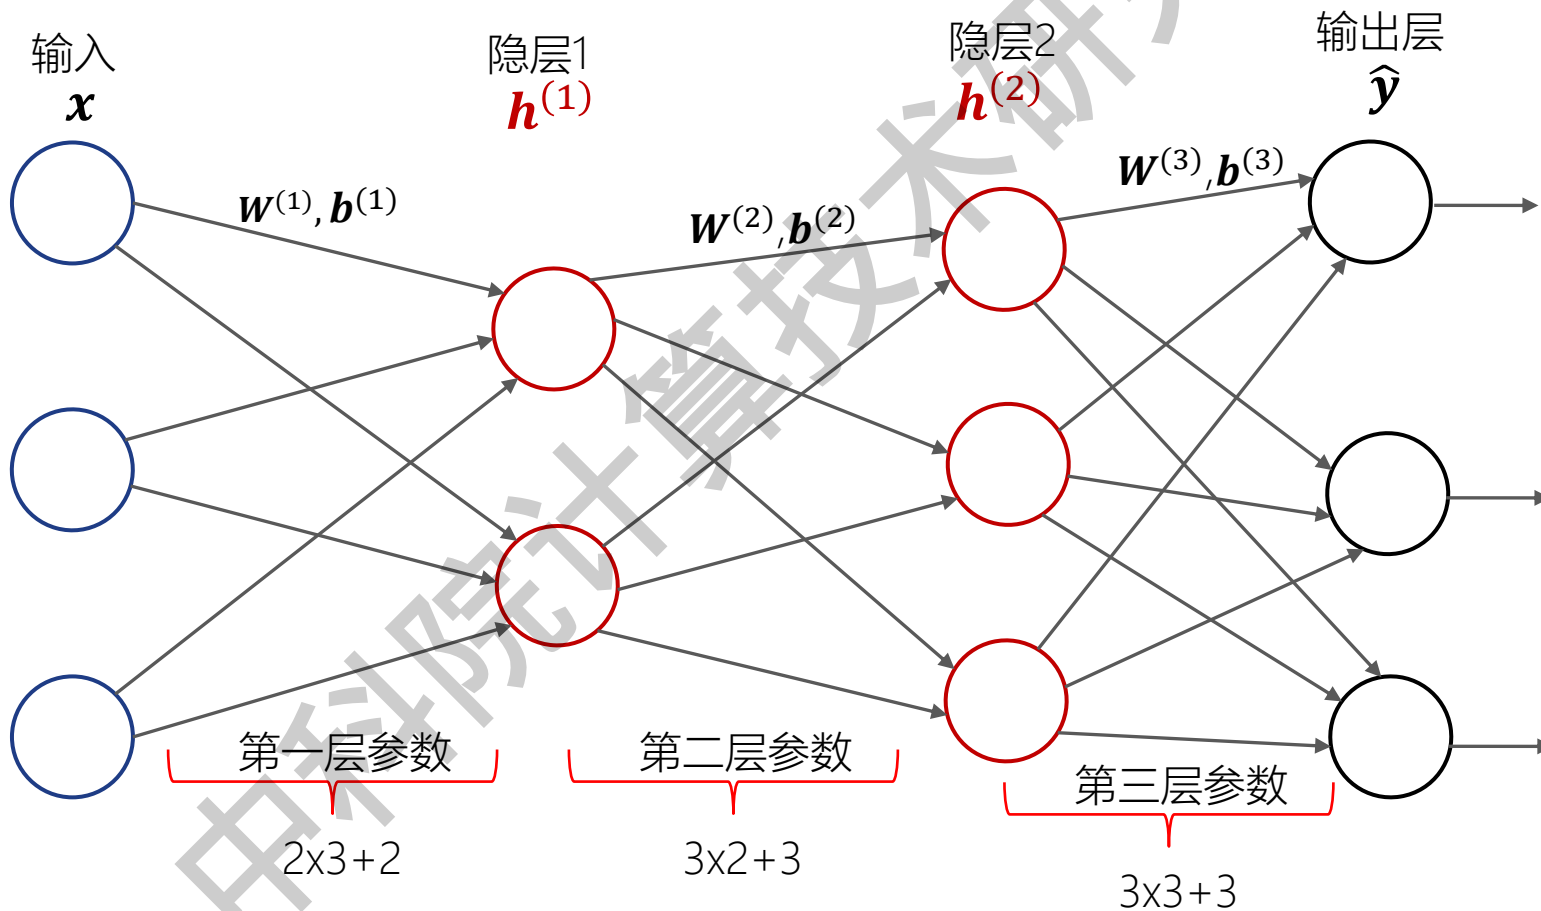 输入
x
隐层1
h^(1)
隐层2
h^(2)
输出层
ŷ
W^(1), b^(1)
W^(2), b^(2)
W^(3), b^(3)
第一层参数
2x3+2
第二层参数
3x2+3
第三层参数
3x3+3
中科院计算技术研